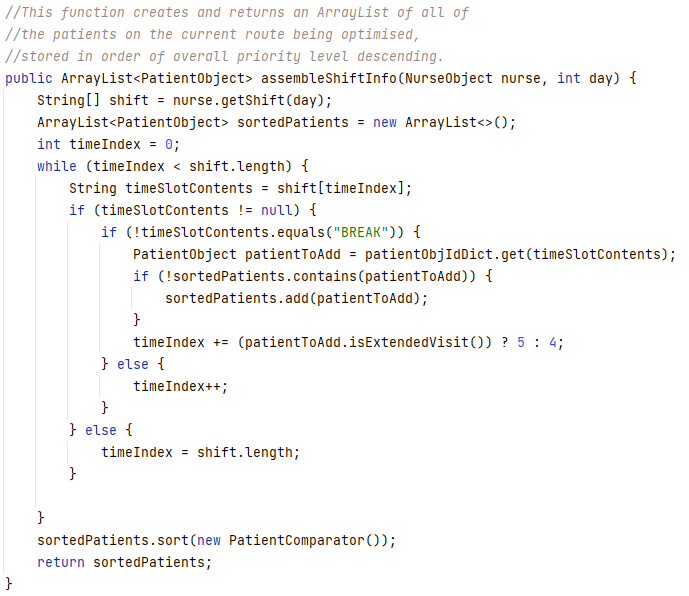 //This function creates and returns an ArrayList of all of
//the patients on the current route being optimised,
//stored in order of overall priority level descending.
public ArrayList<PatientObject> assembleShiftInfo(NurseObject nurse, int day) {
    String[] shift = nurse.getShift(day);
    ArrayList<PatientObject> sortedPatients = new ArrayList<>();
    int timeIndex = 0;
    while (timeIndex < shift.length) {
        String timeSlotContents = shift[timeIndex];
        if (timeSlotContents != null) {
            if (!timeSlotContents.equals("BREAK")) {
                PatientObject patientToAdd = patientObjIdDict.get(timeSlotContents);
                if (!sortedPatients.contains(patientToAdd)) {
                    sortedPatients.add(patientToAdd);
                }
                timeIndex += (patientToAdd.isExtendedVisit()) ? 5 : 4;
            } else {
                timeIndex++;
            }
        } else {
            timeIndex = shift.length;
        }
    }
    sortedPatients.sort(new PatientComparator());
    return sortedPatients;
}